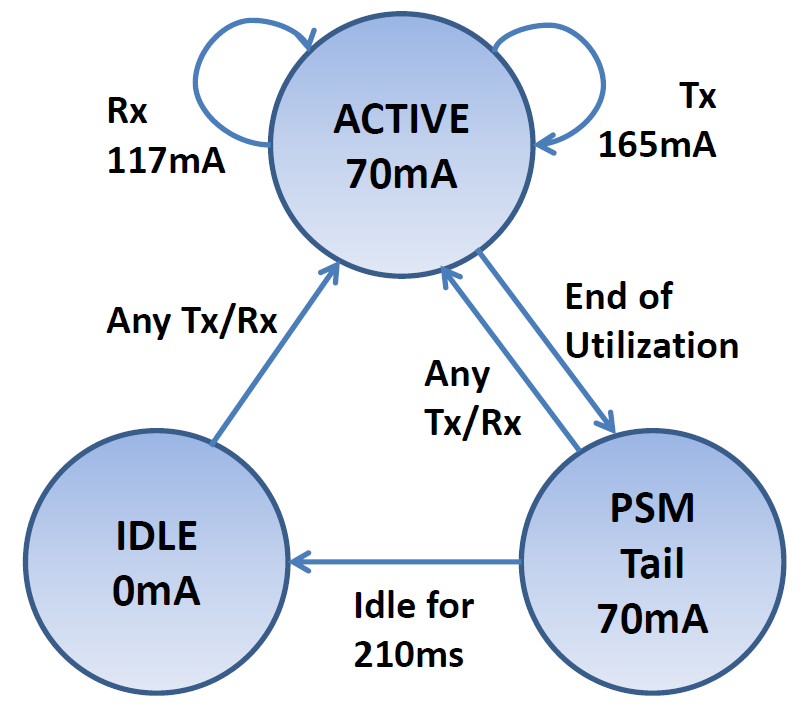 Rx
117mA
ACTIVE
70mA
Tx
165mA
Any Tx/Rx
End of
Utilization
Any
Tx/Rx
IDLE
0mA
Idle for
210ms
PSM
Tail
70mA